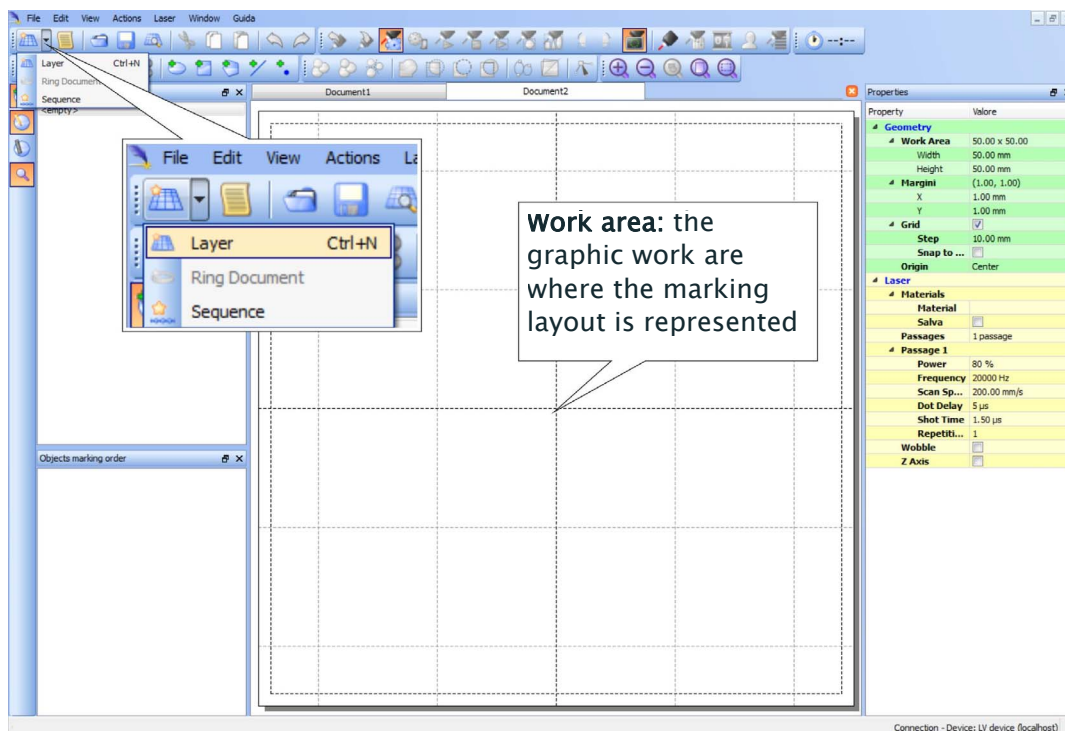 File Edit View Actions Laser Window Guida
--:--
Layer Ctrl+N
Ring Document
Sequence
<empty>
Document1 Document2
Properties
Property Valore
Geometry
Work Area 50.00 x 50.00
Width 50.00 mm
Height 50.00 mm
Margini (1.00, 1.00)
X 1.00 mm
Y 1.00 mm
Grid
Step 10.00 mm
Snap to ...
Origin Center
Laser
Materials
Material
Salva
Passages 1 passage
Passage 1
Power 80 %
Frequency 20000 Hz
Scan Sp... 200.00 mm/s
Dot Delay 5 µs
Shot Time 1.50 µs
Repetiti... 1
Wobble
Z Axis
File Edit View Actions La
Layer Ctrl+N
Ring Document
Sequence
Work area: the
graphic work are
where the marking
layout is represented
Objects marking order
Connection - Device: LV device (localhost)